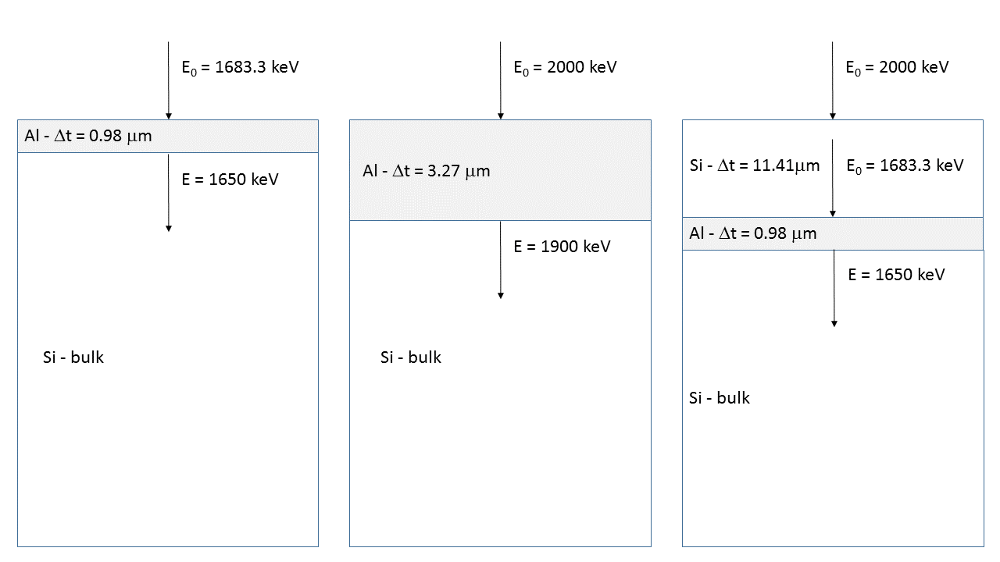 E0 = 1683.3 keV
Al - Δt = 0.98 μm
E = 1650 keV
Si - bulk
E0 = 2000 keV
Al - Δt = 3.27 μm
E = 1900 keV
Si - bulk
E0 = 2000 keV
Si - Δt = 11.41μm
E0 = 1683.3 keV
Al - Δt = 0.98 μm
E = 1650 keV
Si - bulk